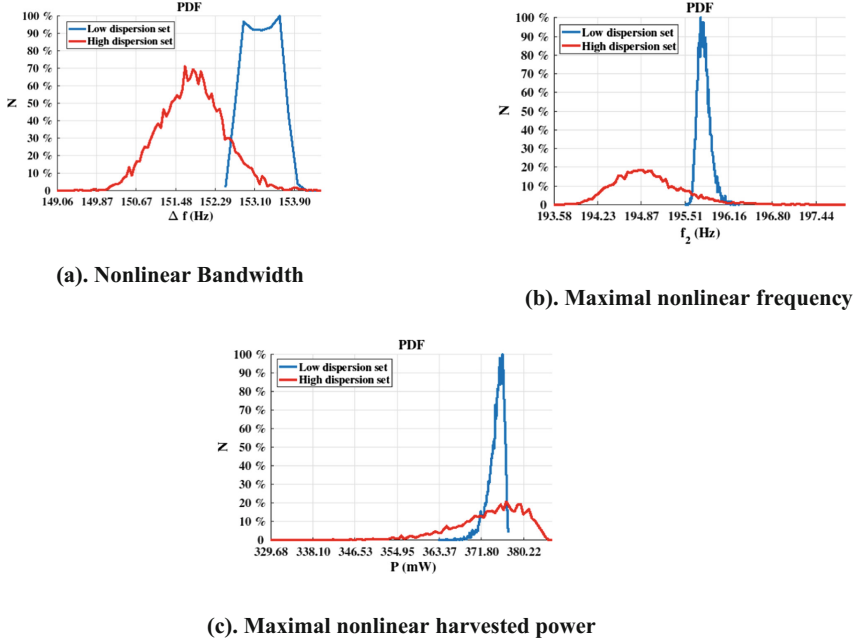 PDF
100 %
90 %
80 %
70 %
60 %
50 %
40 %
30 %
20 %
10 %
0
N
Low dispersion set
High dispersion set
149.06 149.87 150.67 151.48 152.29 153.10 153.90
Δ f (Hz)
(a). Nonlinear Bandwidth
PDF
100 %
90 %
80 %
70 %
60 %
50 %
40 %
30 %
20 %
10 %
0
N
Low dispersion set
High dispersion set
193.58 194.23 194.87 195.51 196.16 196.80 197.44
f2 (Hz)
(b). Maximal nonlinear frequency
PDF
100 %
90 %
80 %
70 %
60 %
50 %
40 %
30 %
20 %
10 %
0
N
Low dispersion set
High dispersion set
329.68 338.10 346.53 354.95 363.37 371.80 380.22
P (mW)
(c). Maximal nonlinear harvested power